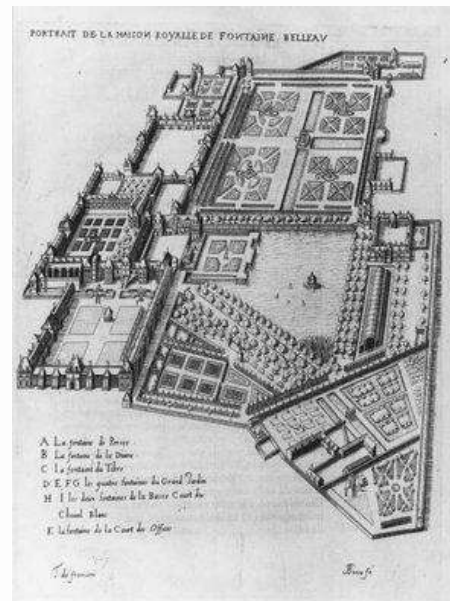 PORTRAIT DE LA MAISON ROYALLE DE FONTAINE BELLEAV
A La fontaine de Persee
B La fontaine de la Diane
C la fontaine du Tibre
D E F G les quatre fontaines du Grand Jardin
H I les deux fontaines de la Basse Court du
Cheval Blanc
K la fontaine de la Court des Offices